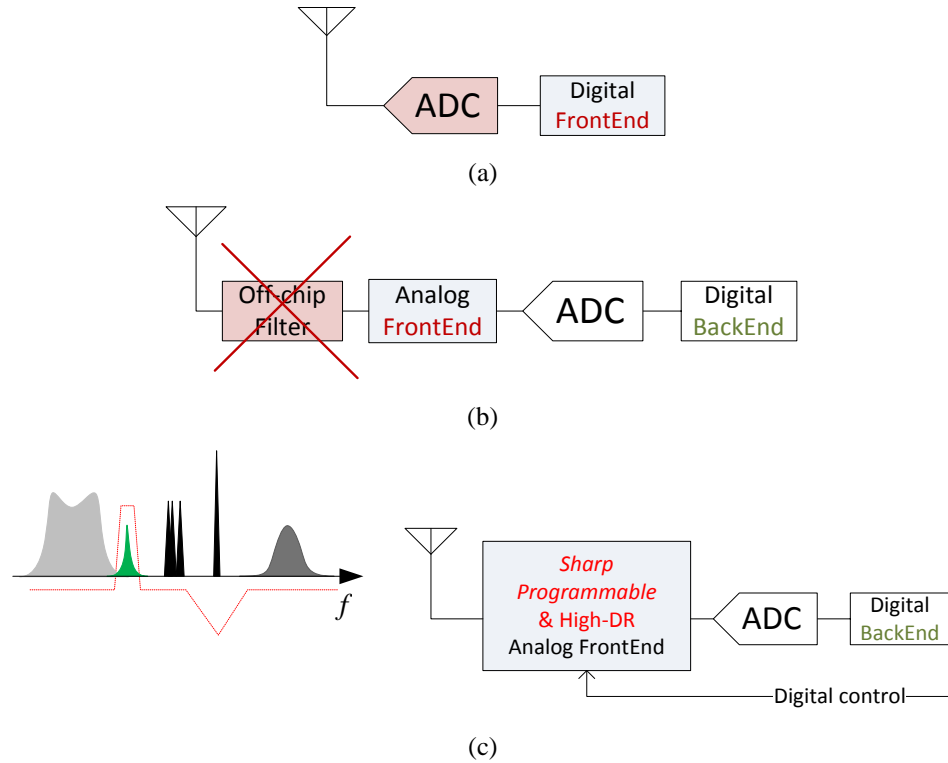 ADC
Digital
FrontEnd
(a)
Off-chip
Filter
Analog
FrontEnd
ADC
Digital
BackEnd
(b)
f
Sharp
Programmable
& High-DR
Analog FrontEnd
ADC
Digital
BackEnd
Digital control
(c)